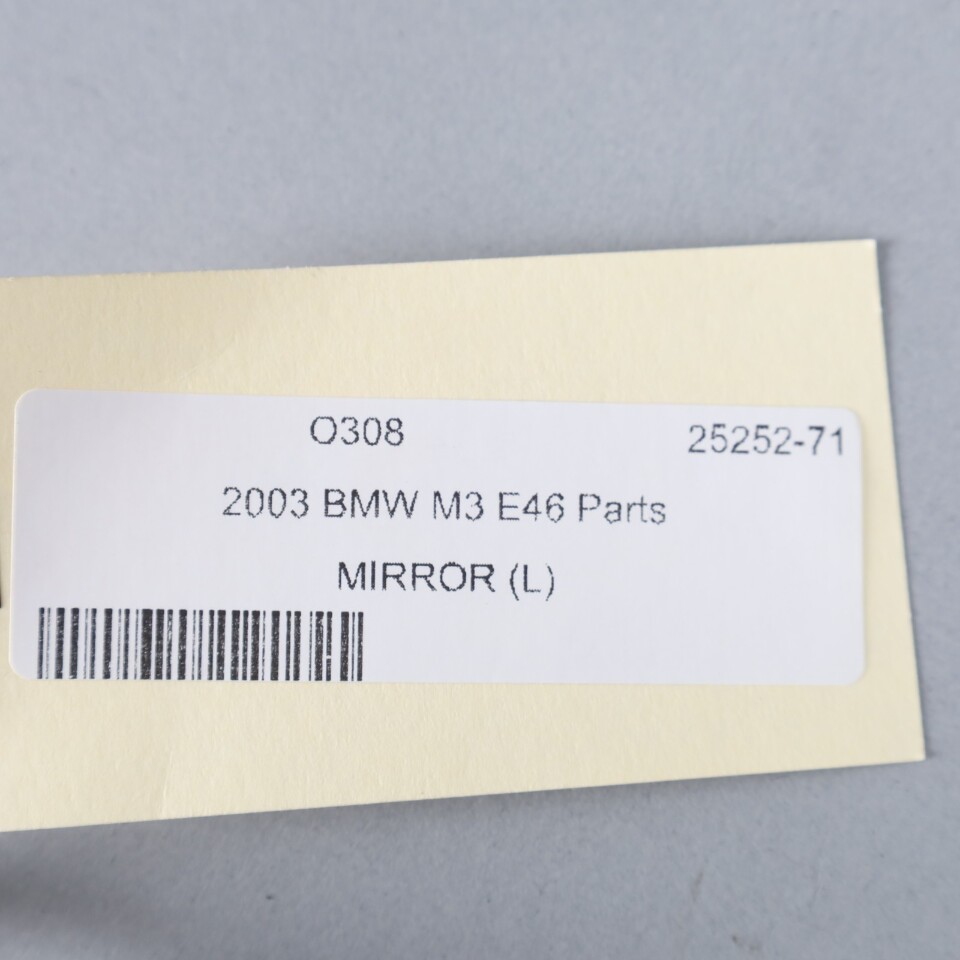 O308 25252-71
2003 BMW M3 E46 Parts
MIRROR (L)